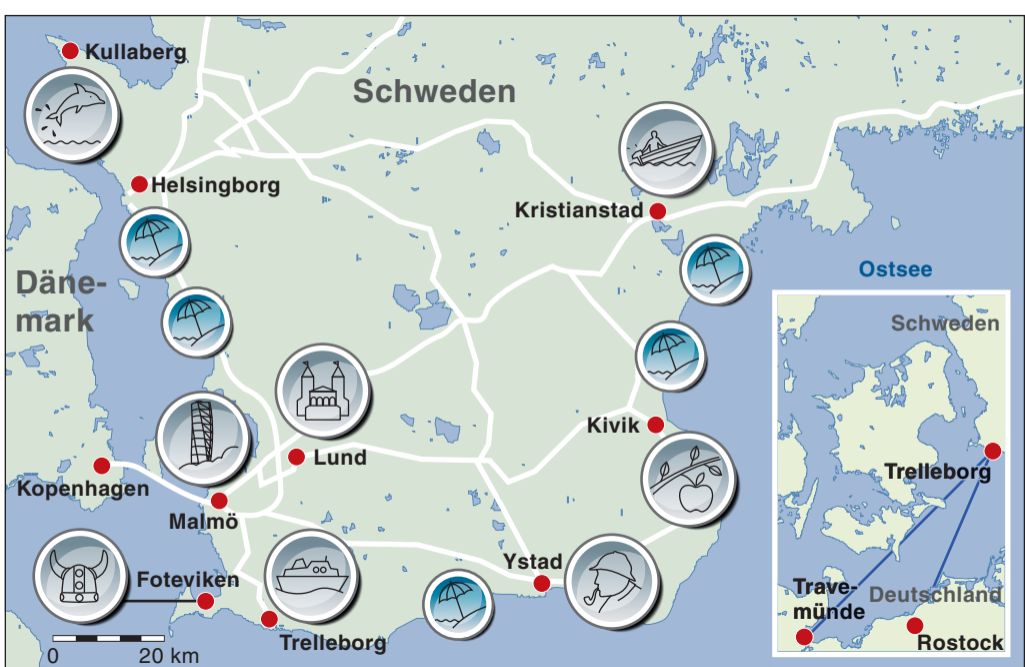 Kullaberg
Schweden
Helsingborg
Kristianstad
Ostsee
Däne-
mark
Schweden
Kivik
Lund
Trelleborg
Kopenhagen
Malmö
Ystad
Foteviken
Trave-
münde
Deutschland
Trelleborg
Rostock
0 20 km